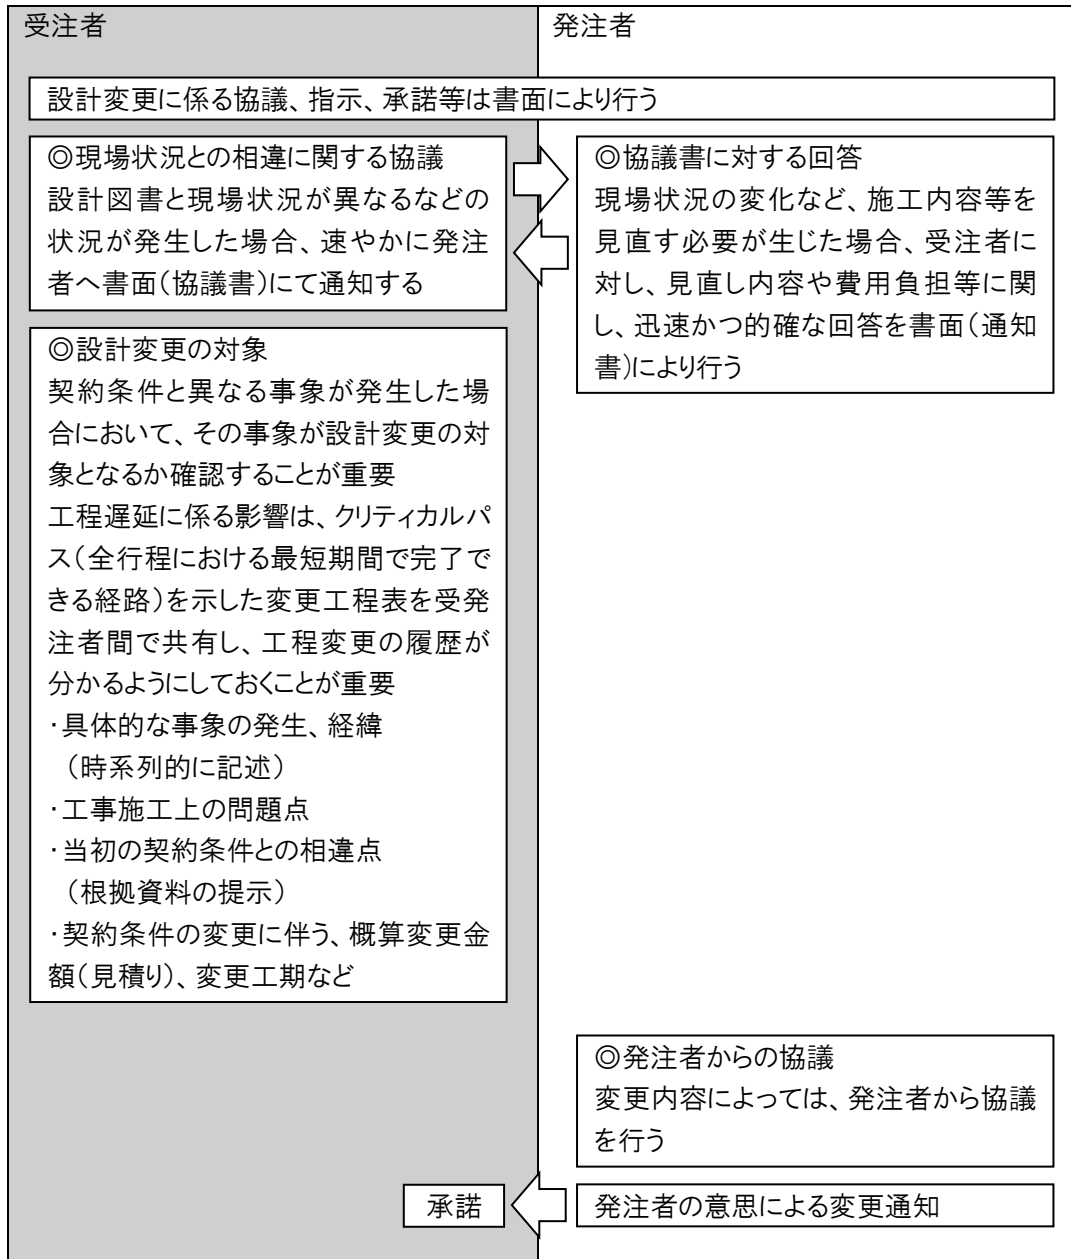 受注者
発注者
設計変更に係る協議、指示、承諾等は書面により行う
◎現場状況との相違に関する協議
設計図書と現場状況が異なるなどの
状況が発生した場合、速やかに発注
者へ書面(協議書)にて通知する
◎協議書に対する回答
現場状況の変化など、施工内容等を
見直す必要が生じた場合、受注者に
対し、見直し内容や費用負担等に関
し、迅速かつ的確な回答を書面(通知
書)により行う
◎設計変更の対象
契約条件と異なる事象が発生した場
合において、その事象が設計変更の対
象となるか確認することが重要
工程遅延に係る影響は、クリティカルパ
ス(全行程における最短期間で完了で
きる経路)を示した変更工程表を受発
注者間で共有し、工程変更の履歴が
分かるようにしておくことが重要
・具体的な事象の発生、経緯
(時系列的に記述)
・工事施工上の問題点
・当初の契約条件との相違点
(根拠資料の提示)
・契約条件の変更に伴う、概算変更金
額(見積り)、変更工期など
◎発注者からの協議
変更内容によっては、発注者から協議
を行う
承諾
発注者の意思による変更通知